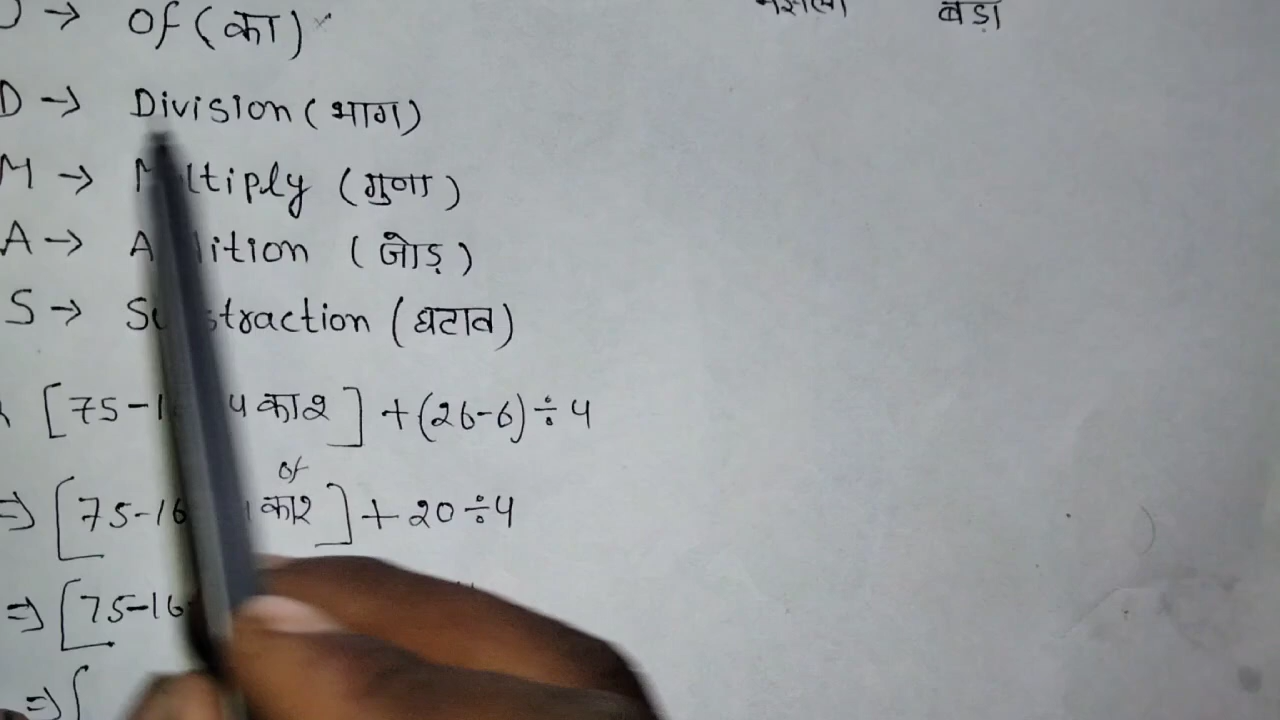 → Of (का) बड़ा
D → Division (भाग)
M → ltiply (गुणा)
A → A ition (जोड़)
S → S straction (घटाव)
[75-1 4 का 2] + (26-6) ÷ 4
of
⇒ [75-16 का 2] + 20 ÷ 4
⇒ [75-16
⇒ [